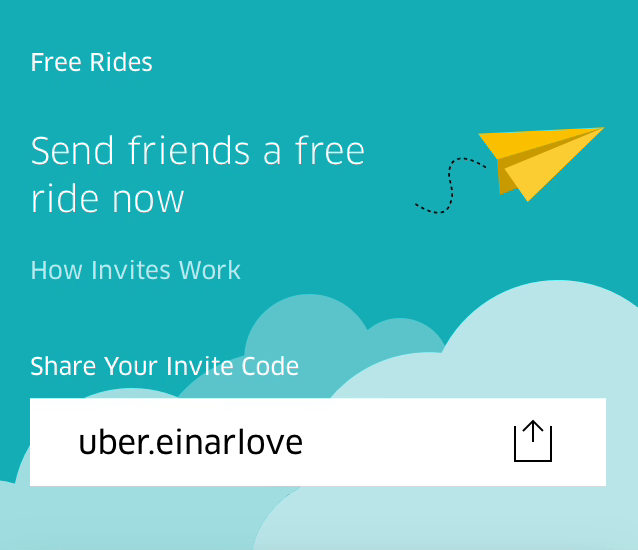 Free Rides
Send friends a free
ride now
How Invites Work
Share Your Invite Code
uber.einarlove